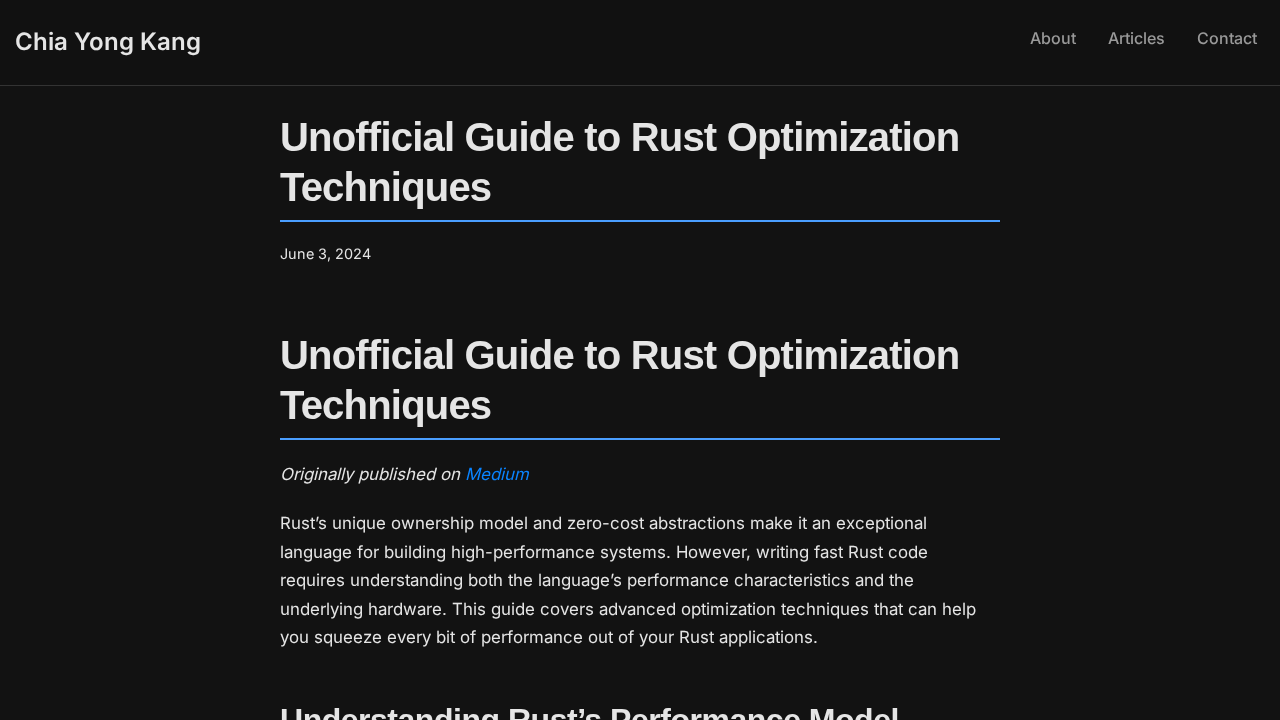 Chia Yong Kang
About
Articles
Contact
Unofficial Guide to Rust Optimization
Techniques
June 3, 2024
Unofficial Guide to Rust Optimization
Techniques
Originally published on Medium
Rust’s unique ownership model and zero-cost abstractions make it an exceptional
language for building high-performance systems. However, writing fast Rust code
requires understanding both the language’s performance characteristics and the
underlying hardware. This guide covers advanced optimization techniques that can help
you squeeze every bit of performance out of your Rust applications.
Understanding Rust’s Performance Model